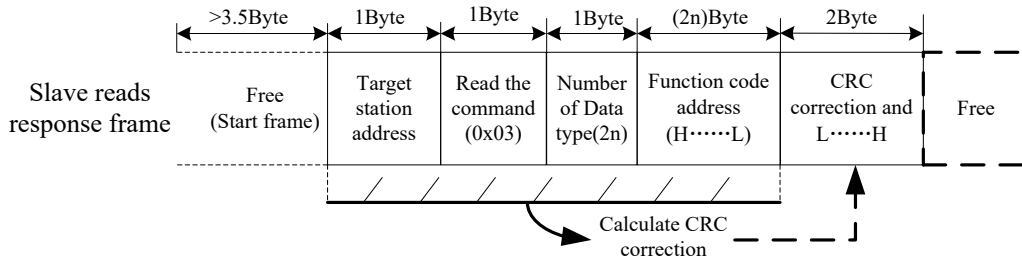 >3.5Byte 1Byte 1Byte 1Byte (2n)Byte 2Byte
Slave reads
response frame
Free
(Start frame)
Target
station
address
Read the
command
(0x03)
Number
of Data
type(2n)
Function code
address
(H······L)
CRC
correction and
L······H
Free
Calculate CRC
correction